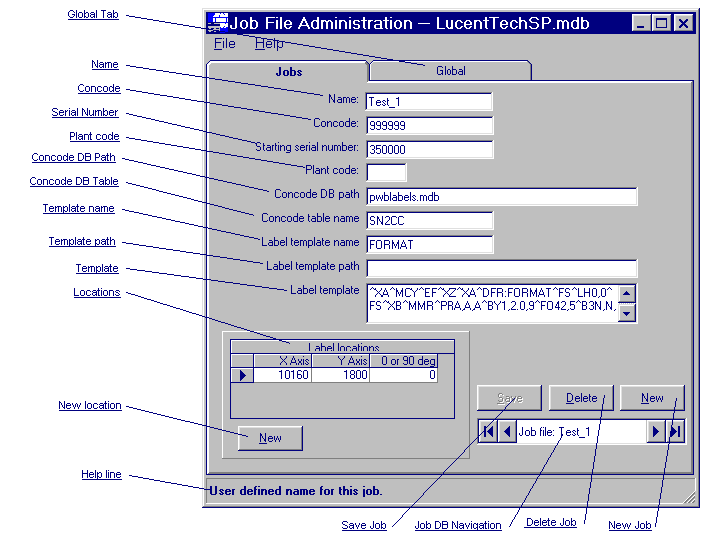 Global Tab
Job File Administration – LucentTechSP.mdb
File Help
Jobs Global
Name
Name: Test_1
Concode
Concode: 999999
Serial Number
Starting serial number: 350000
Plant code
Plant code:
Concode DB Path
Concode DB path pwblabels.mdb
Concode DB Table
Concode table name SN2CC
Template name
Label template name FORMAT
Template path
Label template path
Template
Label template ^XA^MCY^EF^XZ^XA^DFR:FORMAT^FS^LH0,0^
FS^XB^MMR^PRA,A,A^BY1,2.0,9^FO42,5^B3N,N,
Locations
Label locations
X Axis Y Axis 0 or 90 deg
10160 1800 0
Save Delete New
New location
New
Job file: Test_1
Help line
User defined name for this job.
Save Job Job DB Navigation Delete Job New Job